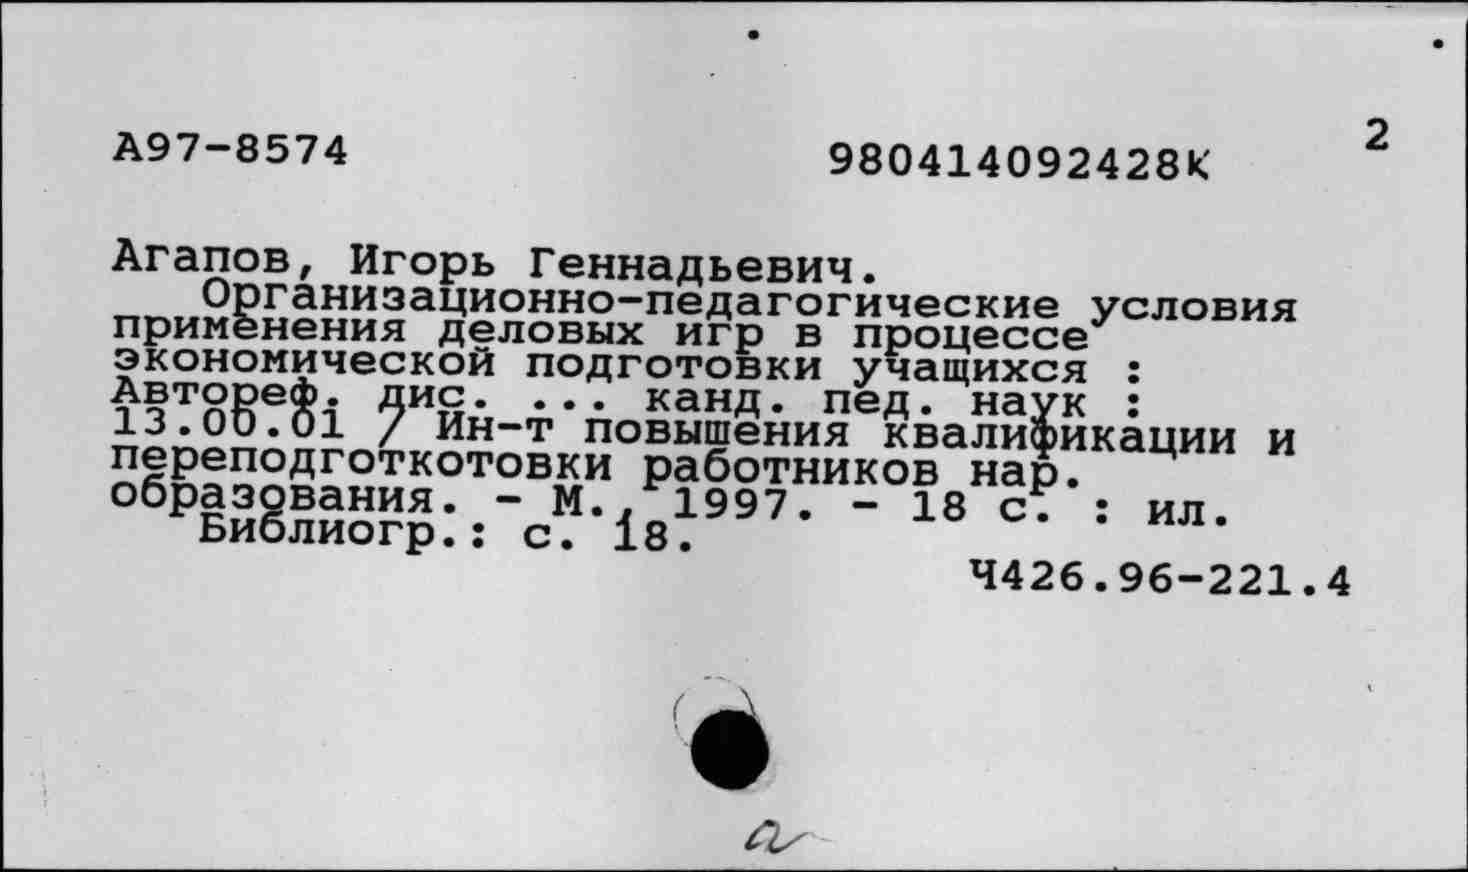 2
А97-8574
980414092428К
Агапов, Игорь Геннадьевич.
Организационно-педагогические условия
применения деловых игр в процессе
экономической подготовки учащихся :
Автореф. дис. ... канд. пед. наук :
13.00.01 / Ин-т повышения квалификации и
переподготкотовки работников нар.
образования. - М., 1997. - 18 с. : ил.
Библиогр.: с. 18.
Ч426.96-221.4